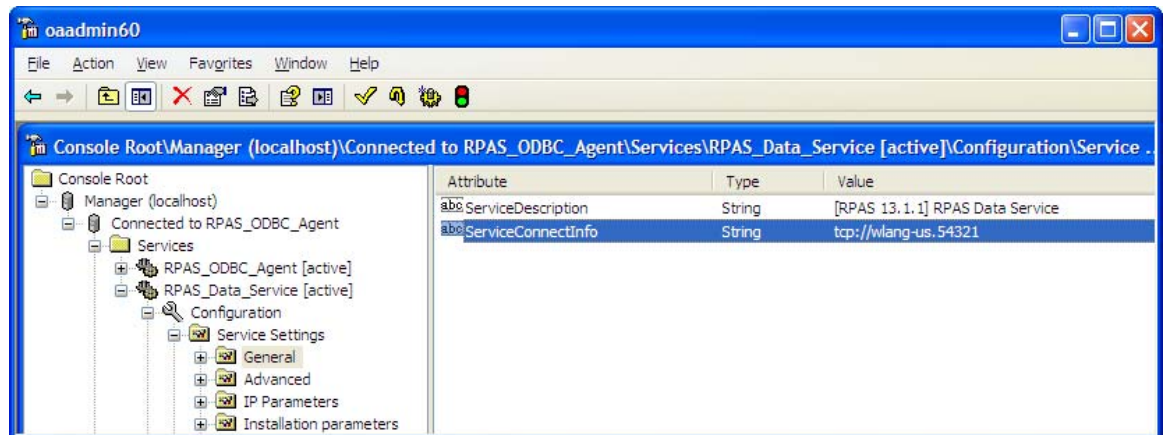 oaadmin60
File Action View Favorites Window Help
Console Root\Manager (localhost)\Connected to RPAS_ODBC_Agent\Services\RPAS_Data_Service [active]\Configuration\Service ..
Console Root
Manager (localhost)
Connected to RPAS_ODBC_Agent
Services
RPAS_ODBC_Agent [active]
RPAS_Data_Service [active]
Configuration
Service Settings
General
Advanced
IP Parameters
Installation parameters
Attribute Type Value
abc ServiceDescription String [RPAS 13.1.1] RPAS Data Service
abc ServiceConnectInfo String tcp://wlang-us.54321